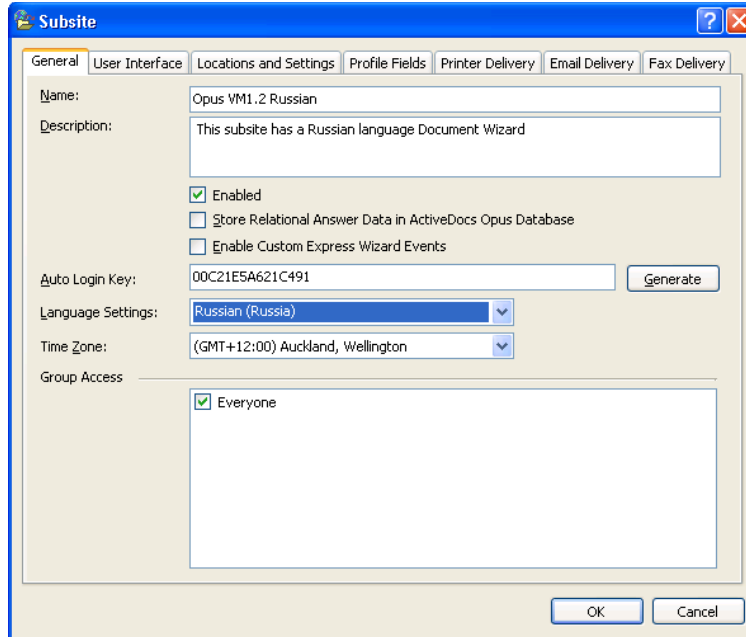 Subsite
General User Interface Locations and Settings Profile Fields Printer Delivery Email Delivery Fax Delivery
Name: Opus VM1.2 Russian
Description: This subsite has a Russian language Document Wizard
Enabled
Store Relational Answer Data in ActiveDocs Opus Database
Enable Custom Express Wizard Events
Auto Login Key: 00C21E5A621C491 Generate
Language Settings: Russian (Russia)
Time Zone: (GMT+12:00) Auckland, Wellington
Group Access
Everyone
OK Cancel